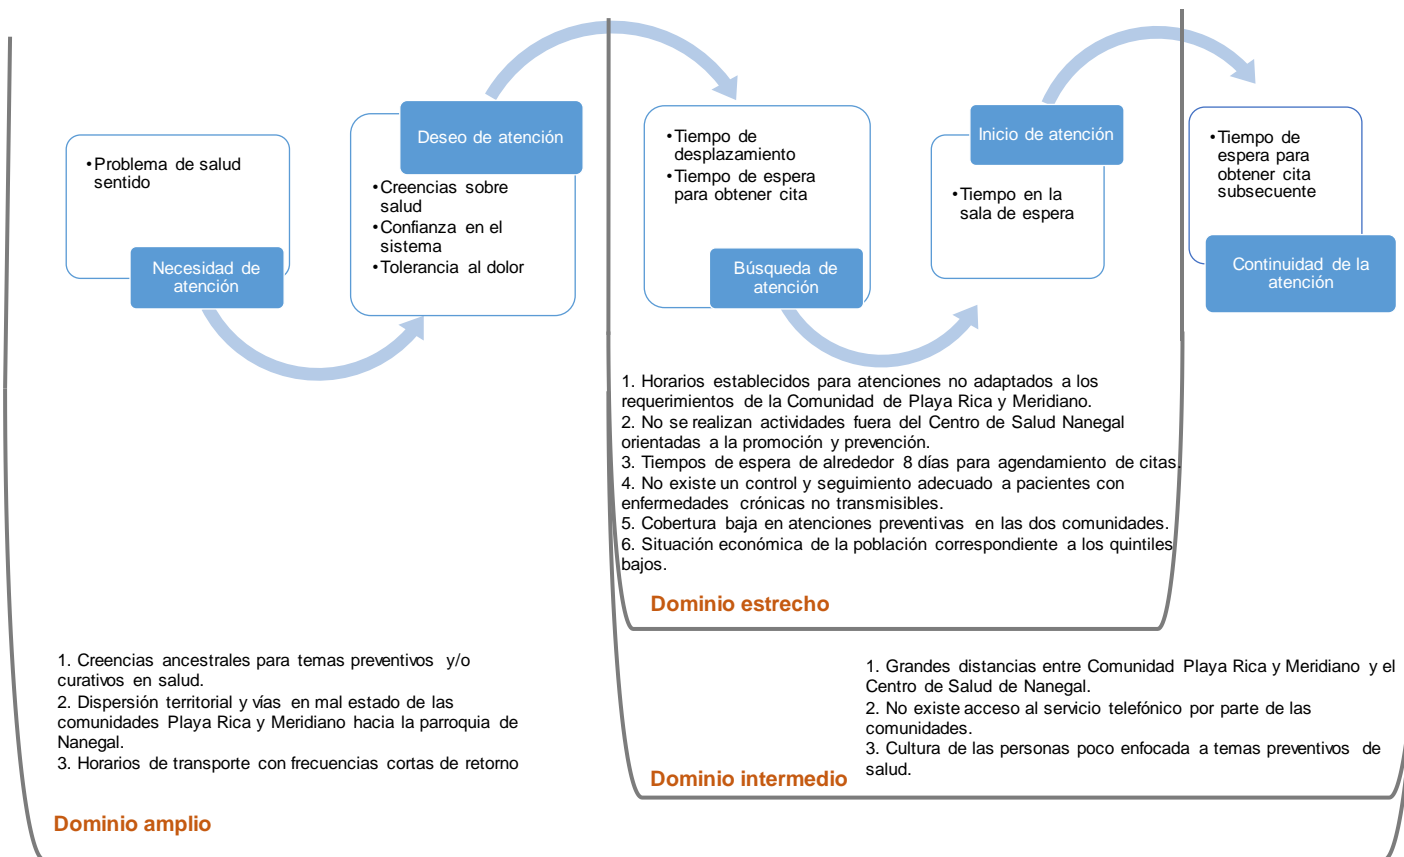 •Problema de salud
sentido
Necesidad de
atención
Deseo de atención
•Creencias sobre
salud
•Confianza en el
sistema
•Tolerancia al dolor
•Tiempo de
desplazamiento
•Tiempo de espera
para obtener cita
Búsqueda de
atención
Inicio de atención
•Tiempo en la
sala de espera
•Tiempo de
espera para
obtener cita
subsecuente
Continuidad de la
atención
1. Horarios establecidos para atenciones no adaptados a los
requerimientos de la Comunidad de Playa Rica y Meridiano.
2. No se realizan actividades fuera del Centro de Salud Nanegal
orientadas a la promoción y prevención.
3. Tiempos de espera de alrededor 8 días para agendamiento de citas.
4. No existe un control y seguimiento adecuado a pacientes con
enfermedades crónicas no transmisibles.
5. Cobertura baja en atenciones preventivas en las dos comunidades.
6. Situación económica de la población correspondiente a los quintiles
bajos.
Dominio estrecho
1. Creencias ancestrales para temas preventivos y/o
curativos en salud.
2. Dispersión territorial y vías en mal estado de las
comunidades Playa Rica y Meridiano hacia la parroquia de
Nanegal.
3. Horarios de transporte con frecuencias cortas de retorno
1. Grandes distancias entre Comunidad Playa Rica y Meridiano y el
Centro de Salud de Nanegal.
2. No existe acceso al servicio telefónico por parte de las
comunidades.
3. Cultura de las personas poco enfocada a temas preventivos de
salud.
Dominio intermedio
Dominio amplio